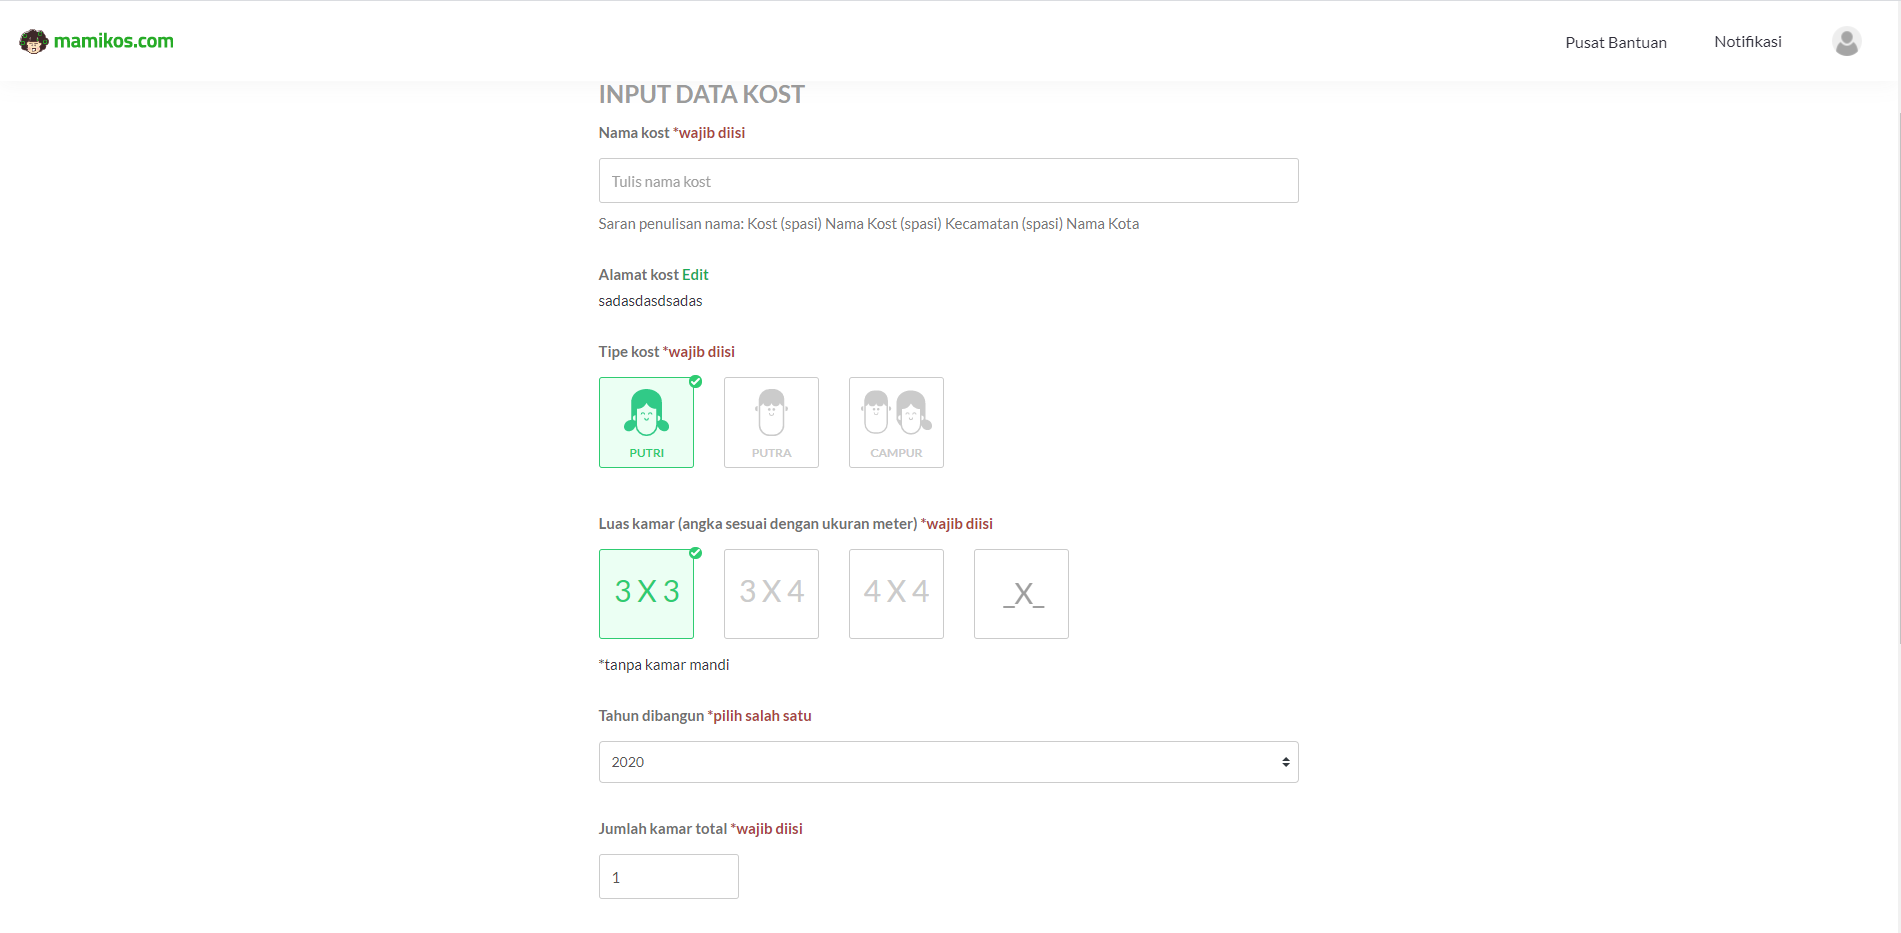 mamikos.com
Pusat Bantuan
Notifikasi
INPUT DATA KOST
Nama kost *wajib diisi
Tulis nama kost
Saran penulisan nama: Kost (spasi) Nama Kost (spasi) Kecamatan (spasi) Nama Kota
Alamat kost Edit
sadasdasdsadas
Tipe kost *wajib diisi
PUTRI
PUTRA
CAMPUR
Luas kamar (angka sesuai dengan ukuran meter) *wajib diisi
3 X 3
3 X 4
4 X 4
_X_
*tanpa kamar mandi
Tahun dibangun *pilih salah satu
2020
Jumlah kamar total *wajib diisi
1